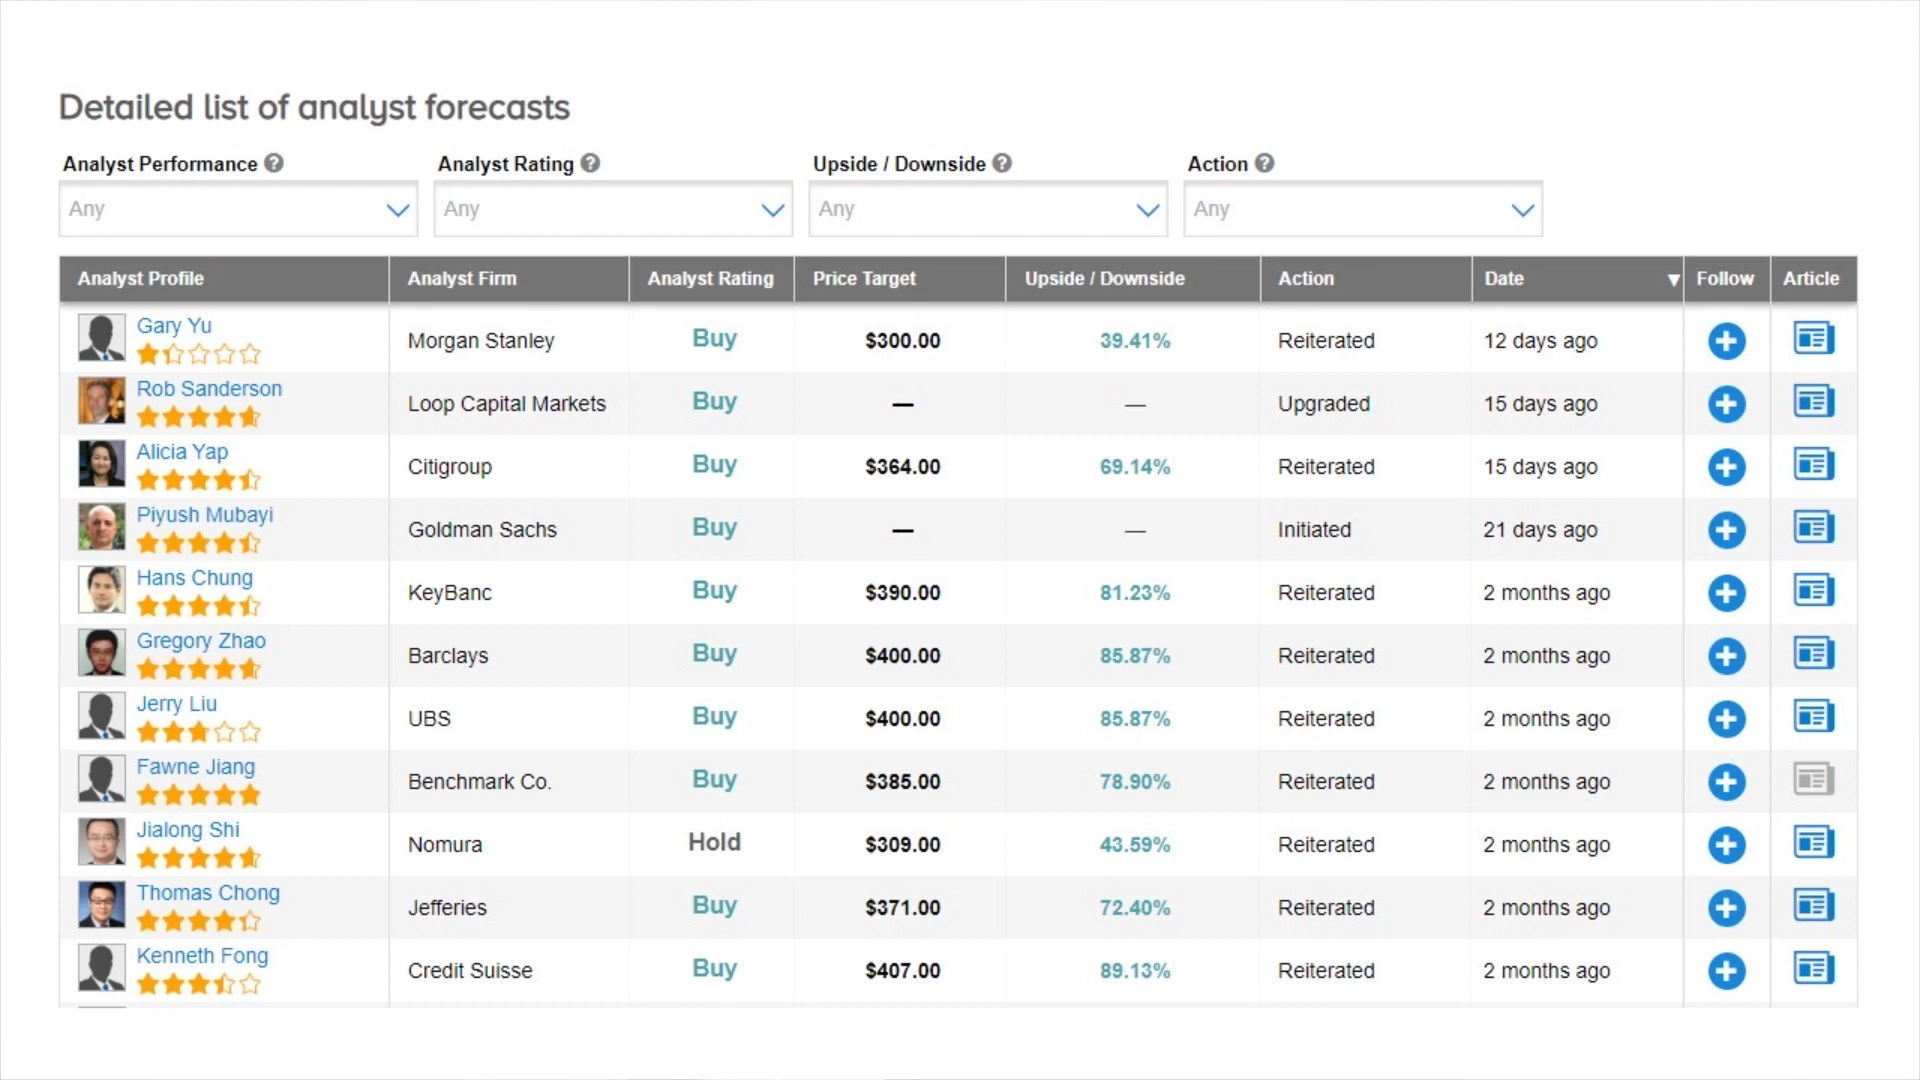 Detailed list of analyst forecasts
Analyst Performance ? Analyst Rating ? Upside / Downside ? Action ?
Any Any Any Any
Analyst Profile Analyst Firm Analyst Rating Price Target Upside / Downside Action Date ▼ Follow Article
Gary Yu Morgan Stanley Buy $300.00 39.41% Reiterated 12 days ago
Rob Sanderson Loop Capital Markets Buy — — Upgraded 15 days ago
Alicia Yap Citigroup Buy $364.00 69.14% Reiterated 15 days ago
Piyush Mubayi Goldman Sachs Buy — — Initiated 21 days ago
Hans Chung KeyBanc Buy $390.00 81.23% Reiterated 2 months ago
Gregory Zhao Barclays Buy $400.00 85.87% Reiterated 2 months ago
Jerry Liu UBS Buy $400.00 85.87% Reiterated 2 months ago
Fawne Jiang Benchmark Co. Buy $385.00 78.90% Reiterated 2 months ago
Jialong Shi Nomura Hold $309.00 43.59% Reiterated 2 months ago
Thomas Chong Jefferies Buy $371.00 72.40% Reiterated 2 months ago
Kenneth Fong Credit Suisse Buy $407.00 89.13% Reiterated 2 months ago